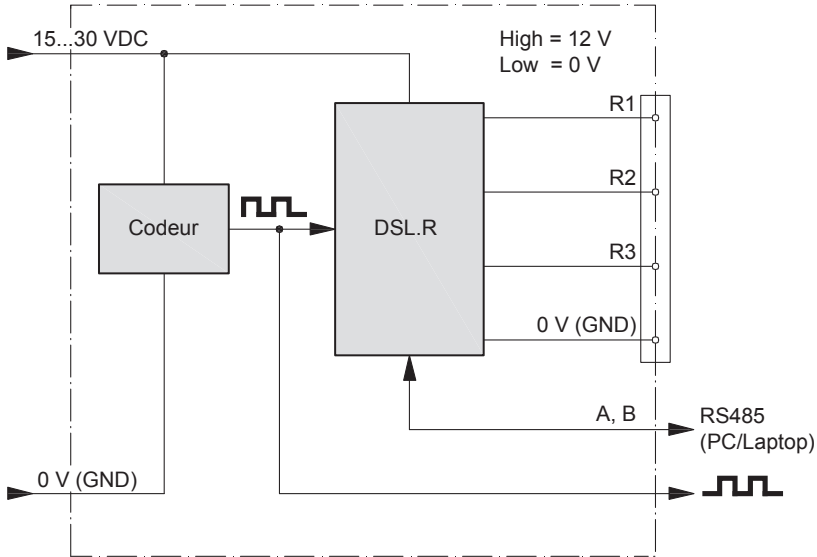 15...30 VDC
High = 12 V
Low = 0 V
R1
R2
Codeur
DSL.R
R3
0 V (GND)
A, B
RS485
(PC/Laptop)
0 V (GND)